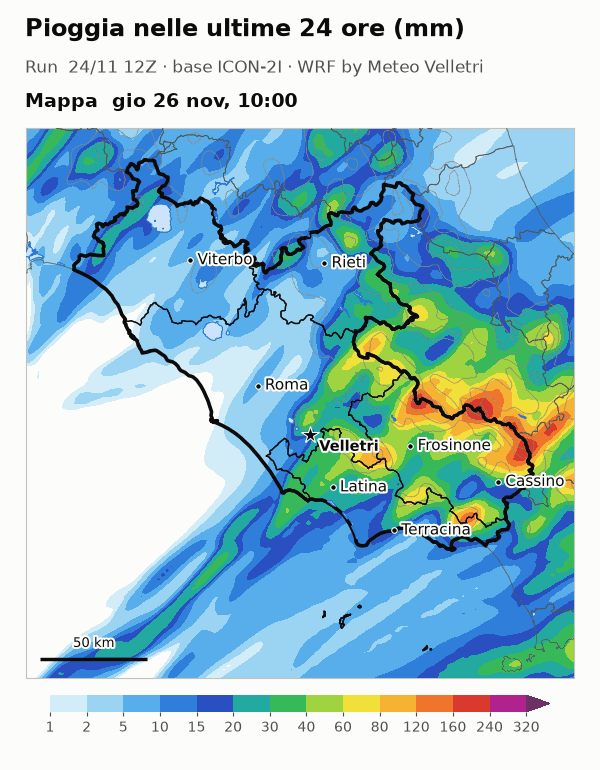 Pioggia nelle ultime 24 ore (mm)
Run  24/11 12Z · base ICON-2I · WRF by Meteo Velletri
Mappa  gio 26 nov, 10:00
Viterbo
Rieti
Roma
Velletri
Frosinone
Cassino
Latina
Terracina
50 km
1 2 5 10 15 20 30 40 60 80 120 160 240 320